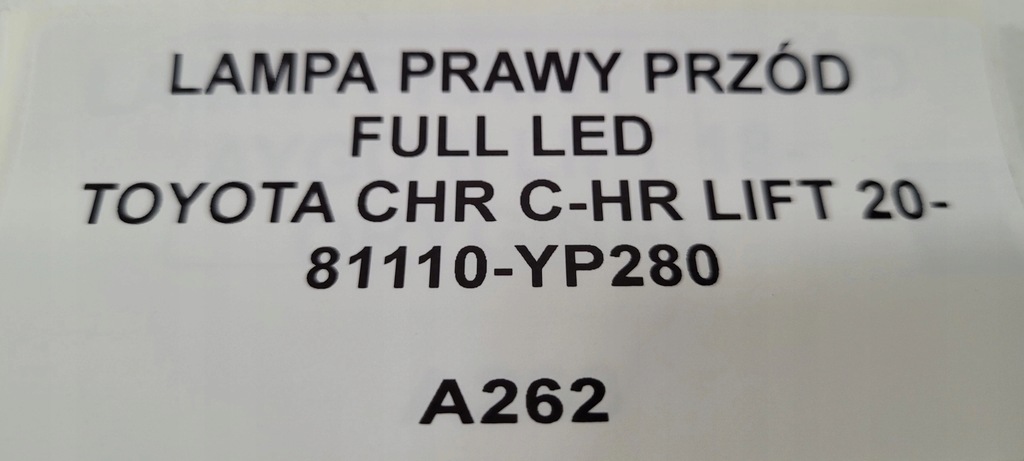 LAMPA PRAWY PRZÓD
FULL LED
TOYOTA CHR C-HR LIFT 20-
81110-YP280
A262